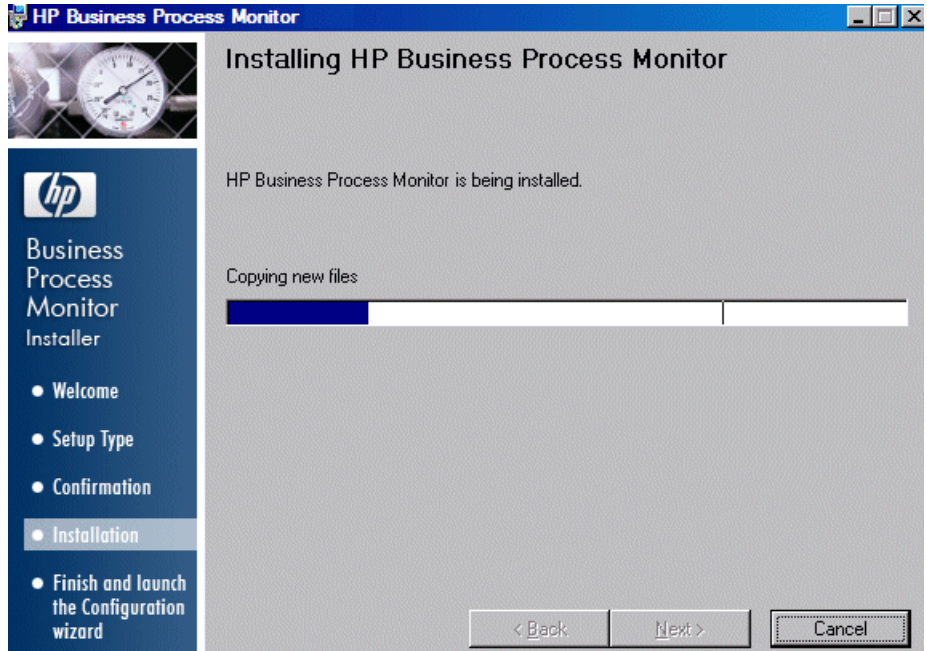 HP Business Process Monitor
Installing HP Business Process Monitor
HP Business Process Monitor is being installed.
Copying new files
hp
Business
Process
Monitor
Installer
Welcome
Setup Type
Confirmation
Installation
Finish and launch
the Configuration
wizard
< Back
Next >
Cancel